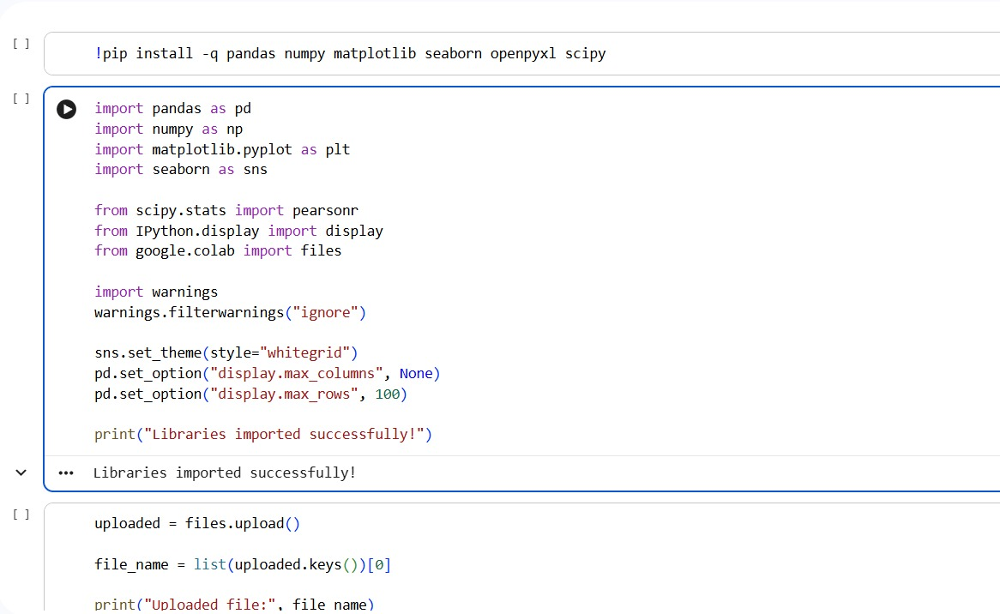 [ ]
!pip install -q pandas numpy matplotlib seaborn openpyxl scipy
[ ]
import pandas as pd
import numpy as np
import matplotlib.pyplot as plt
import seaborn as sns
from scipy.stats import pearsonr
from IPython.display import display
from google.colab import files
import warnings
warnings.filterwarnings("ignore")
sns.set_theme(style="whitegrid")
pd.set_option("display.max_columns", None)
pd.set_option("display.max_rows", 100)
print("Libraries imported successfully!")
Libraries imported successfully!
[ ]
uploaded = files.upload()
file_name = list(uploaded.keys())[0]
print("Uploaded file:", file_name)